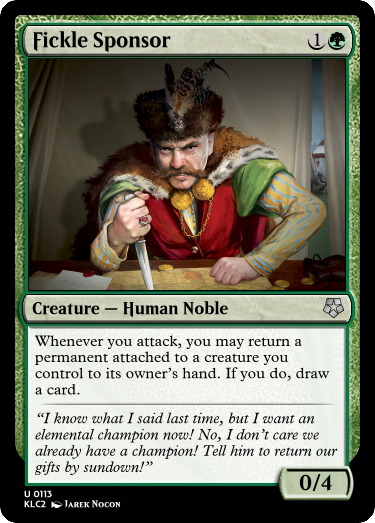 Fickle Sponsor 1
Creature — Human Noble
Whenever you attack, you may return a
permanent attached to a creature you
control to its owner's hand. If you do, draw
a card.
“I know what I said last time, but I want an
elemental champion now! No, I don't care we
already have a champion! Tell him to return our
gifts by sundown!”
0/4
U 0113
KLC2 Jarek Nocon